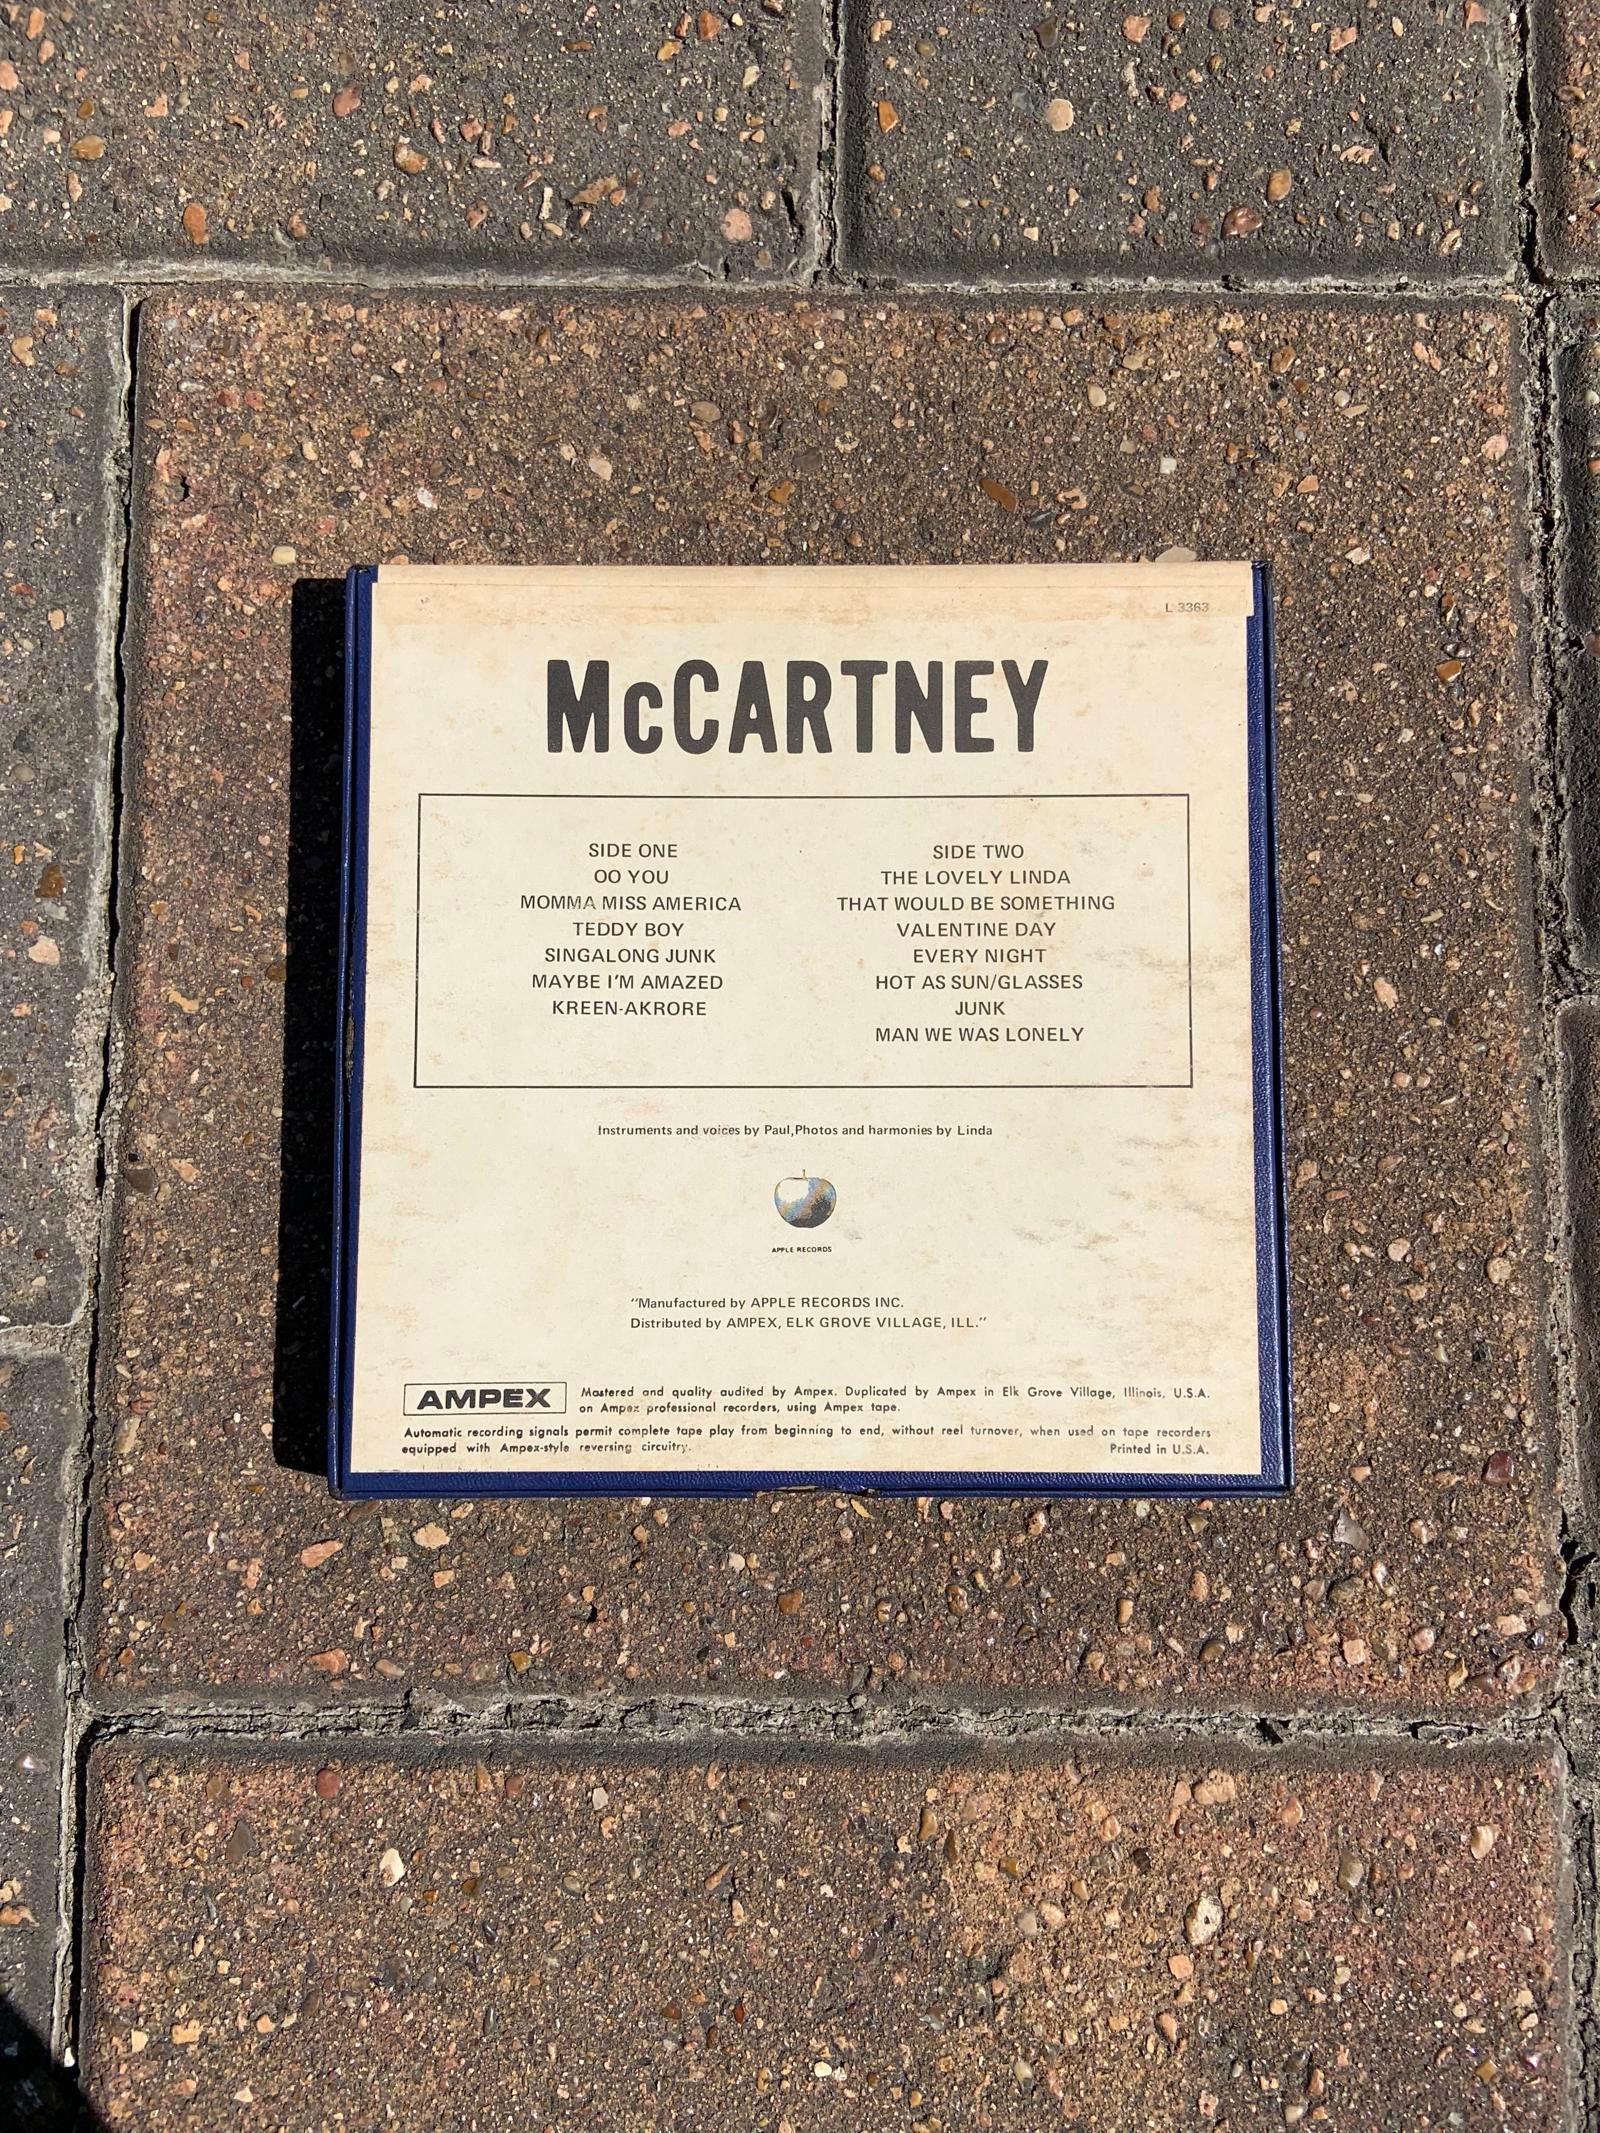 L 3363
McCARTNEY
SIDE ONE
OO YOU
MOMMA MISS AMERICA
TEDDY BOY
SINGALONG JUNK
MAYBE I'M AMAZED
KREEN-AKRORE
SIDE TWO
THE LOVELY LINDA
THAT WOULD BE SOMETHING
VALENTINE DAY
EVERY NIGHT
HOT AS SUN/GLASSES
JUNK
MAN WE WAS LONELY
Instruments and voices by Paul,Photos and harmonies by Linda
APPLE RECORDS
"Manufactured by APPLE RECORDS INC.
Distributed by AMPEX, ELK GROVE VILLAGE, ILL."
AMPEX
Mastered and quality audited by Ampex. Duplicated by Ampex in Elk Grove Village, Illinois, U.S.A.
on Ampex professional recorders, using Ampex tape.
Automatic recording signals permit complete tape play from beginning to end, without reel turnover, when used on tape recorders
equipped with Ampex-style reversing circuitry.
Printed in U.S.A.